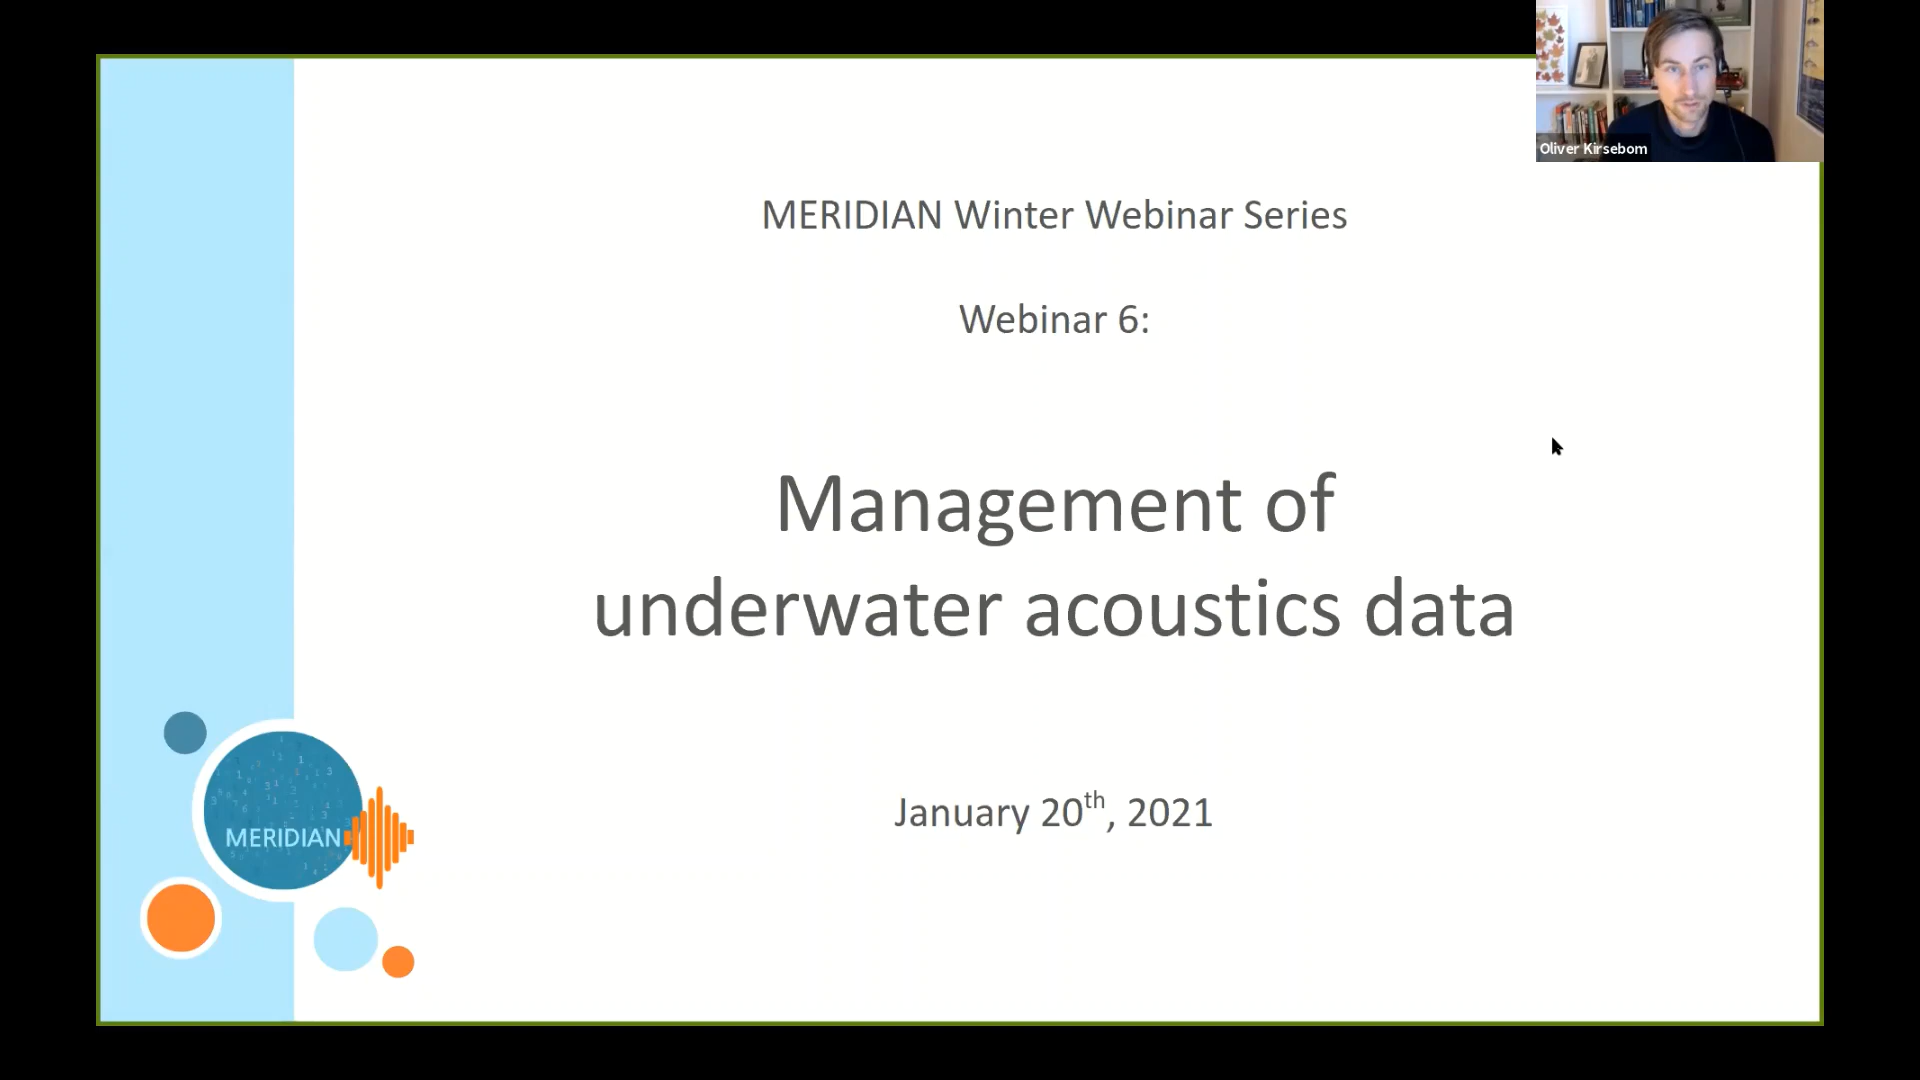 Oliver Kirsebom
MERIDIAN Winter Webinar Series
Webinar 6:
Management of
underwater acoustics data
January 20th, 2021
MERIDIAN